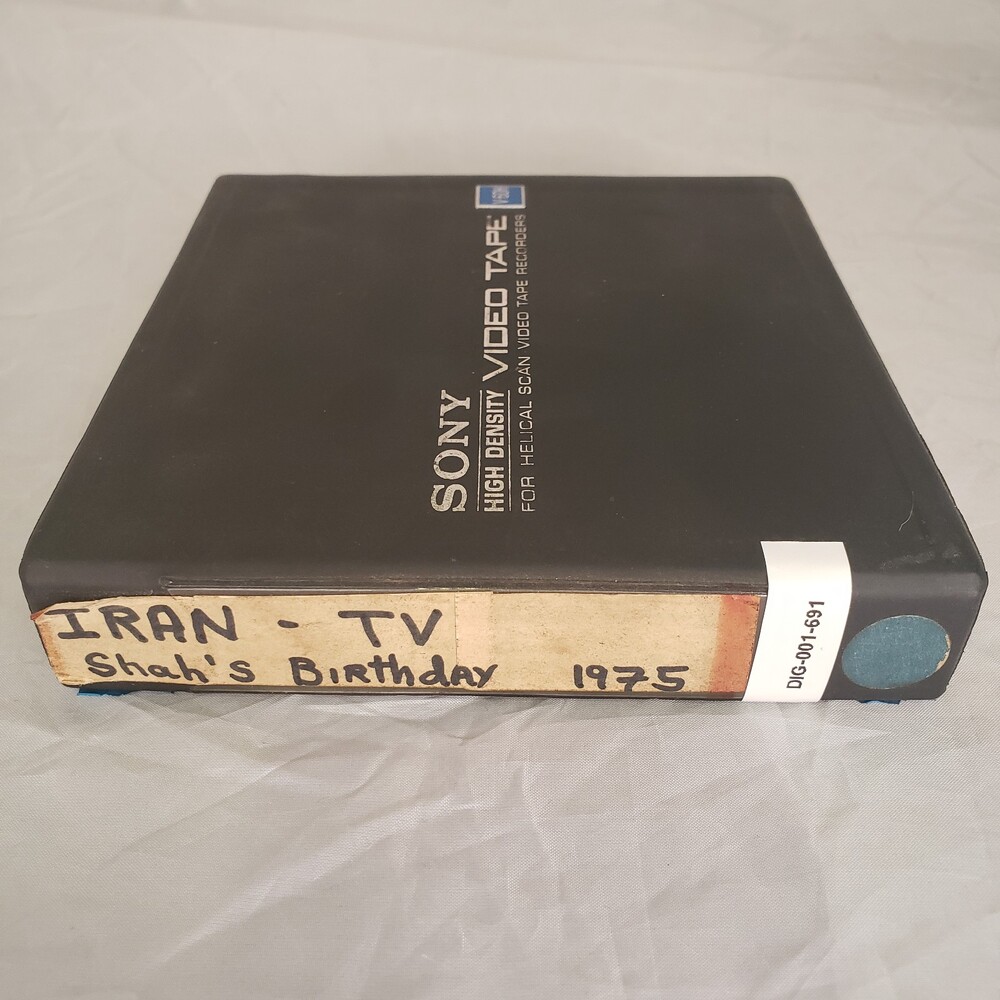 SONY
HIGH DENSITY VIDEO TAPE
FOR HELICAL SCAN VIDEO TAPE RECORDERS
IRAN - TV
Shah's BirthdAy 1975
DIG-001-691